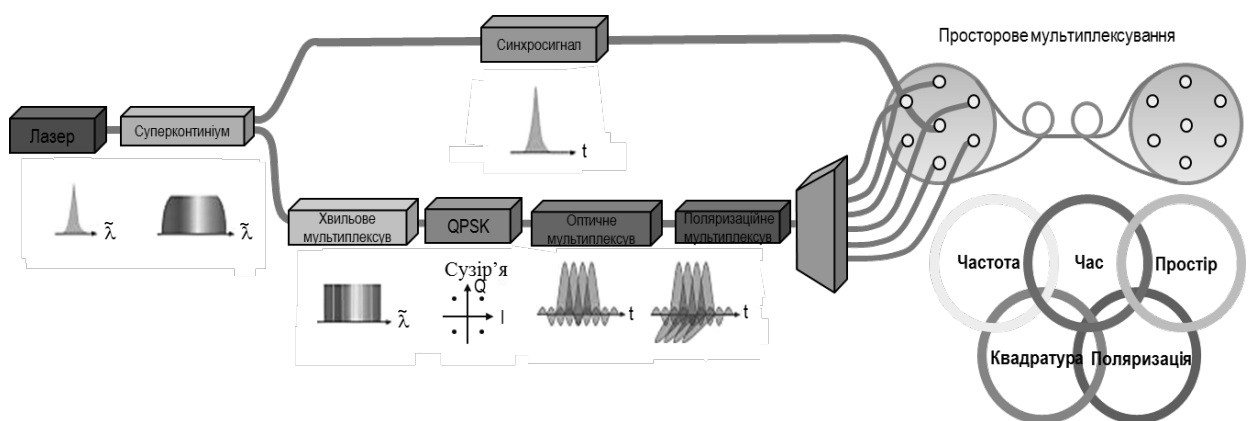 Синхросигнал
Просторове мультиплексування
Лазер
Суперконтиніум
t
λ̃
λ̃
Хвильове
мультиплексув
QPSK
Оптичне
мультиплексув
Поляризаційне
мультиплексув
Сузір’я
Q
I
λ̃
t
t
Частота
Час
Простір
Квадратура
Поляризація